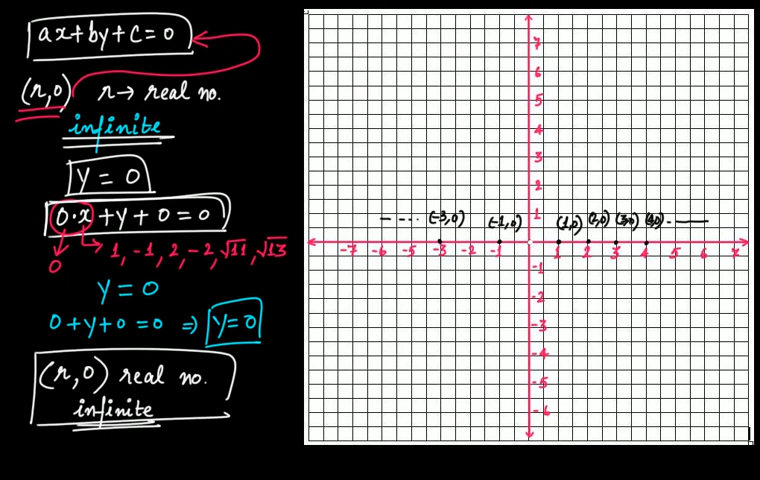 ax+by+c=0
(r,0) r→ real no.
infinite
y = 0
0·x + y + 0 = 0
0 1, -1, 2, -2, √11, √13
y = 0
0+y+0 = 0 ⇒ y=0
(r,0) real no.
infinite
7
6
5
4
3
2
1
---- (-3,0) (-1,0) (1,0) (2,0) (3,0) (4,0)
-7 -6 -5 -4 -3 -2 -1 1 2 3 4 5 6
-1
-2
-3
-4
-5
-6